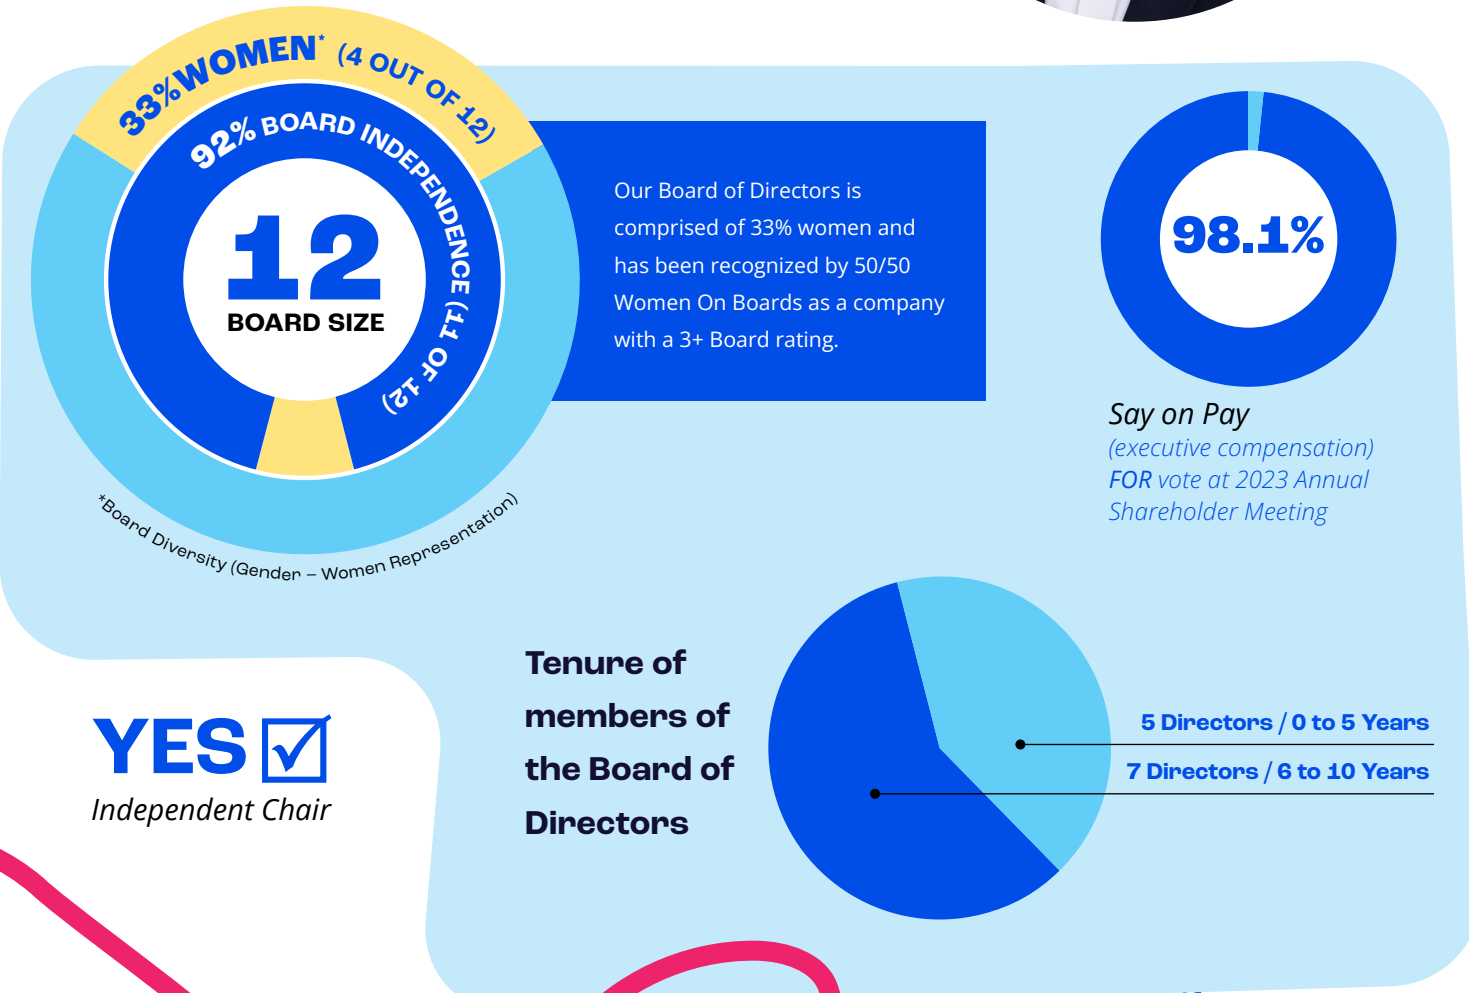 33%WOMEN* (4 OUT OF 12)
92% BOARD INDEPENDENCE (11 OF 12)
12
BOARD SIZE
*Board Diversity (Gender – Women Representation)
Our Board of Directors is
comprised of 33% women and
has been recognized by 50/50
Women On Boards as a company
with a 3+ Board rating.
98.1%
Say on Pay
(executive compensation)
FOR vote at 2023 Annual
Shareholder Meeting
YES
Independent Chair
Tenure of
members of
the Board of
Directors
5 Directors / 0 to 5 Years
7 Directors / 6 to 10 Years